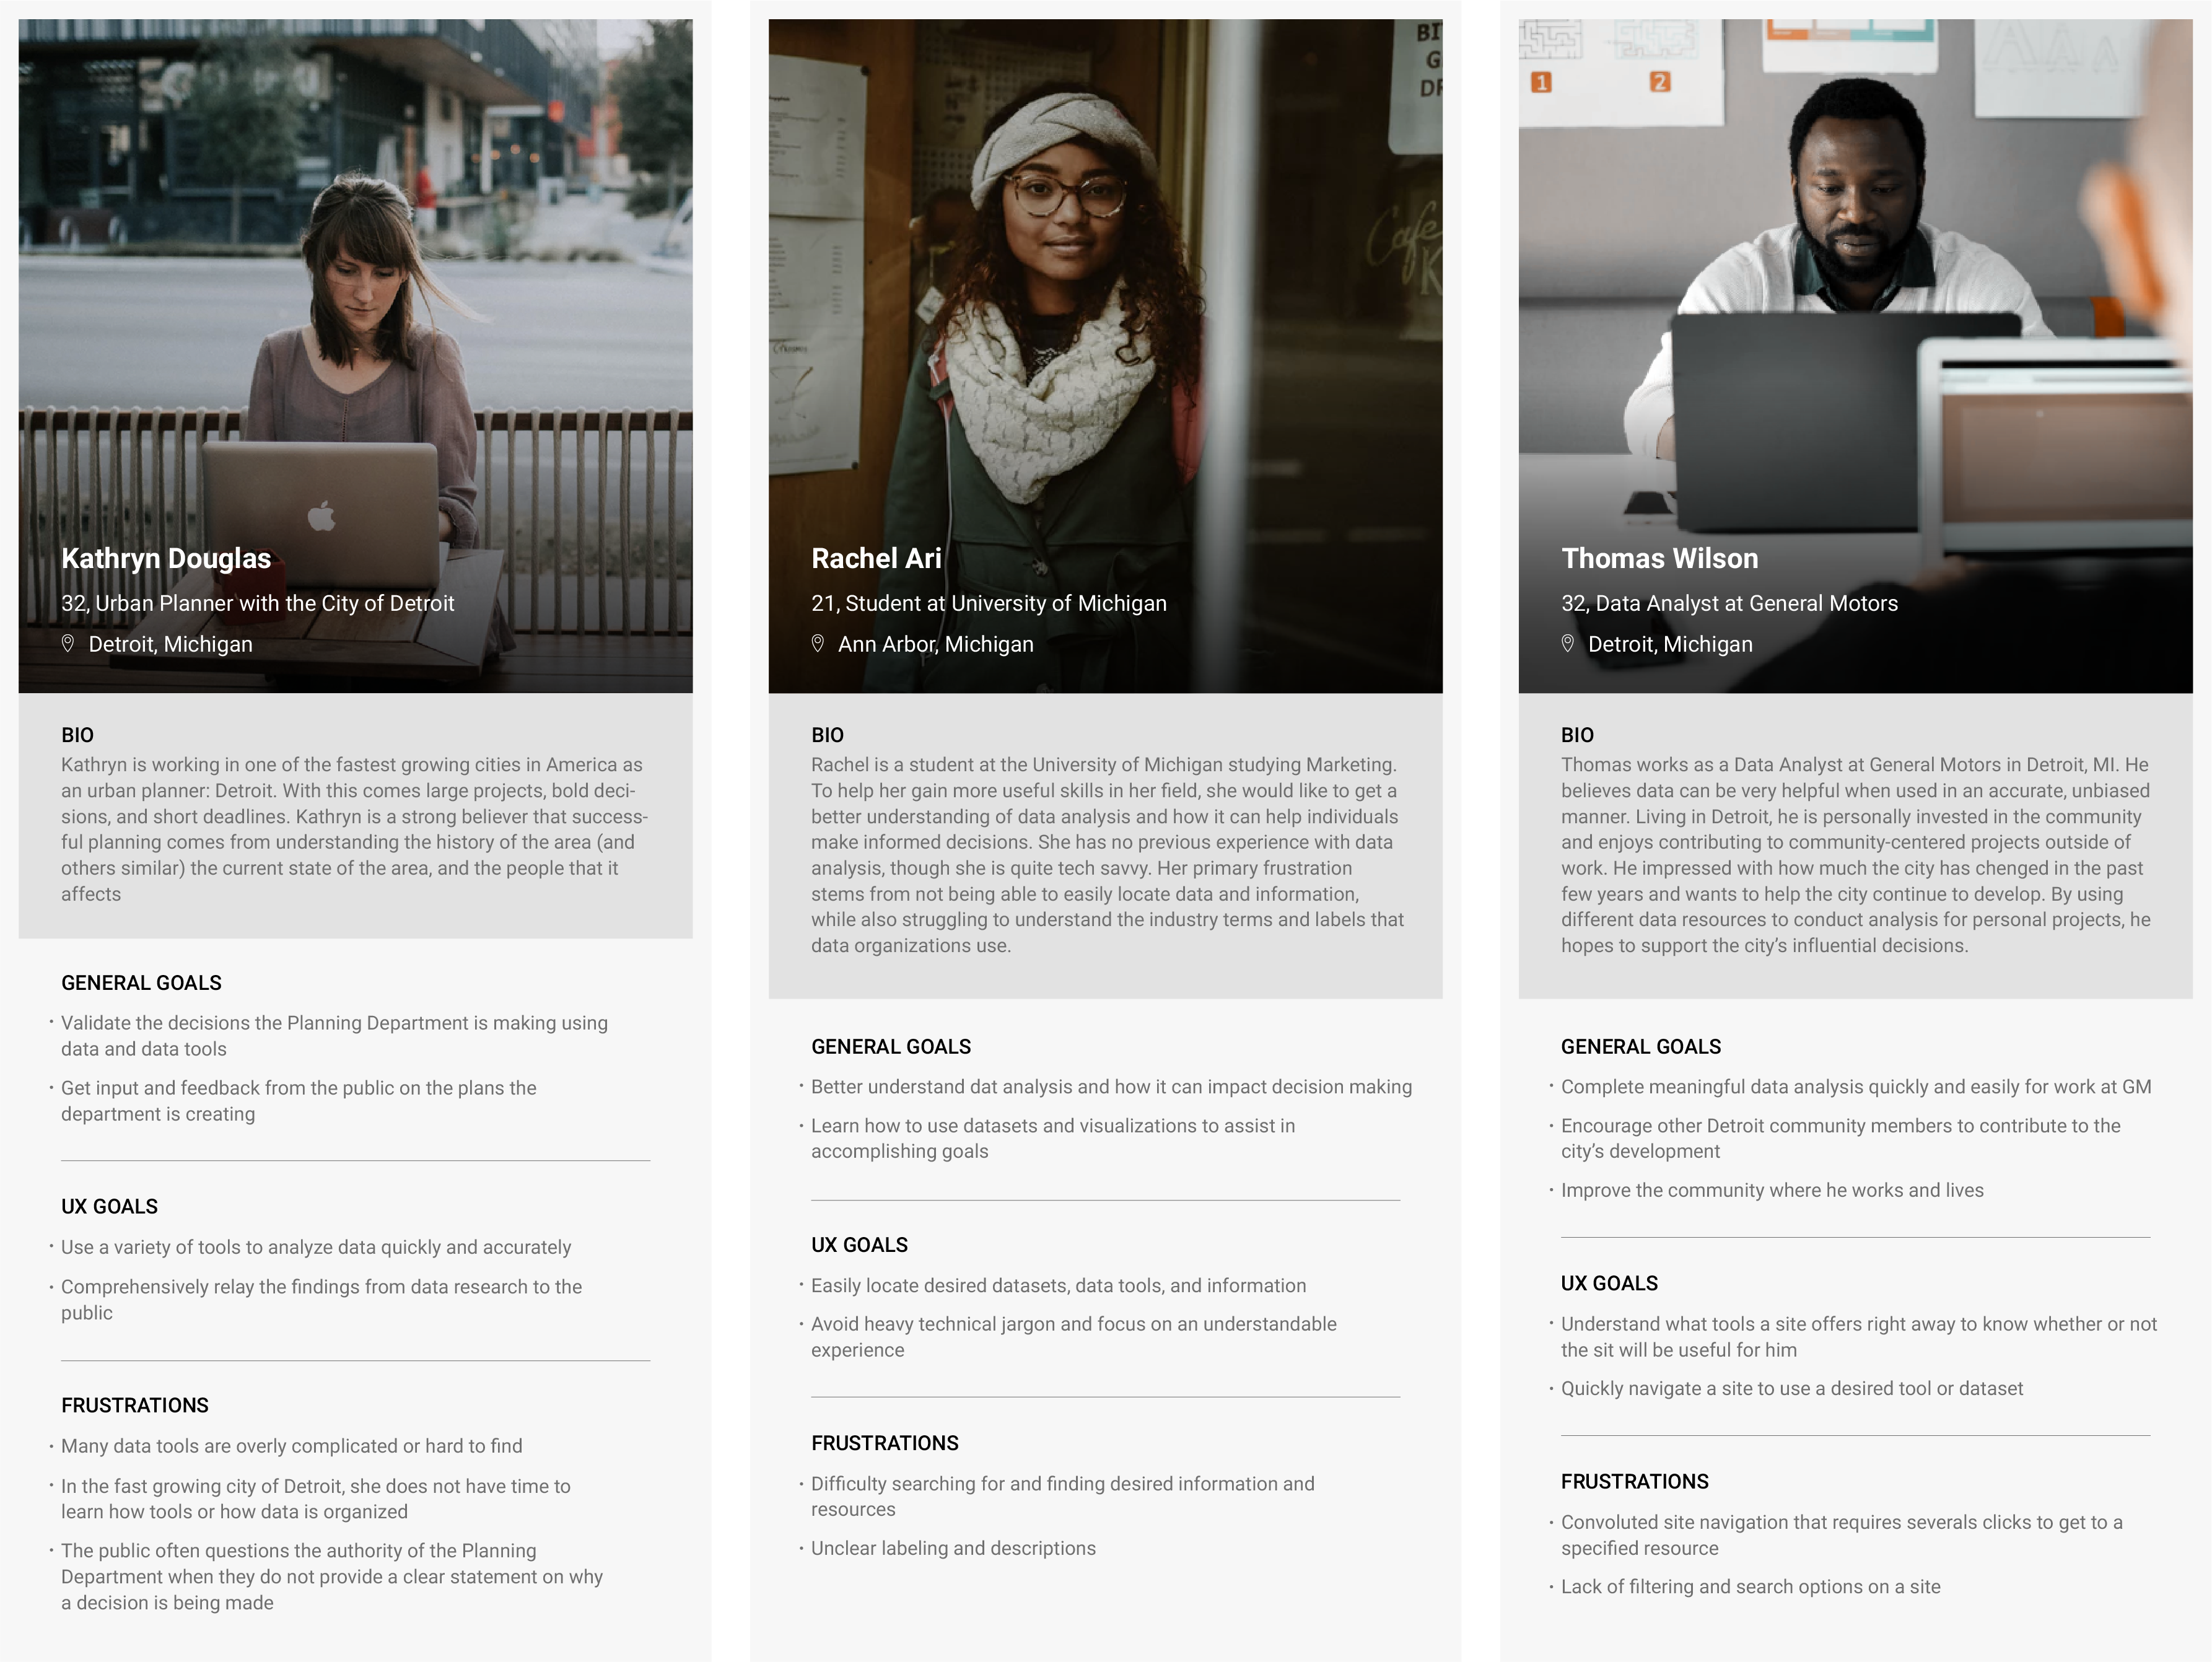 Kathryn Douglas
32, Urban Planner with the City of Detroit
Detroit, Michigan
BIO
Kathryn is working in one of the fastest growing cities in America as
an urban planner: Detroit. With this comes large projects, bold deci-
sions, and short deadlines. Kathryn is a strong believer that success-
ful planning comes from understanding the history of the area (and
others similar) the current state of the area, and the people that it
affects
GENERAL GOALS
· Validate the decisions the Planning Department is making using
data and data tools
· Get input and feedback from the public on the plans the
department is creating
UX GOALS
· Use a variety of tools to analyze data quickly and accurately
· Comprehensively relay the findings from data research to the
public
FRUSTRATIONS
· Many data tools are overly complicated or hard to find
· In the fast growing city of Detroit, she does not have time to
learn how tools or how data is organized
· The public often questions the authority of the Planning
Department when they do not provide a clear statement on why
a decision is being made
BI
G
DR
Cafe
K
Rachel Ari
21, Student at University of Michigan
Ann Arbor, Michigan
BIO
Rachel is a student at the University of Michigan studying Marketing.
To help her gain more useful skills in her field, she would like to get a
better understanding of data analysis and how it can help individuals
make informed decisions. She has no previous experience with data
analysis, though she is quite tech savvy. Her primary frustration
stems from not being able to easily locate data and information,
while also struggling to understand the industry terms and labels that
data organizations use.
GENERAL GOALS
· Better understand dat analysis and how it can impact decision making
· Learn how to use datasets and visualizations to assist in
accomplishing goals
UX GOALS
· Easily locate desired datasets, data tools, and information
· Avoid heavy technical jargon and focus on an understandable
experience
FRUSTRATIONS
· Difficulty searching for and finding desired information and
resources
· Unclear labeling and descriptions
1
2
AAA
Thomas Wilson
32, Data Analyst at General Motors
Detroit, Michigan
BIO
Thomas works as a Data Analyst at General Motors in Detroit, MI. He
believes data can be very helpful when used in an accurate, unbiased
manner. Living in Detroit, he is personally invested in the community
and enjoys contributing to community-centered projects outside of
work. He impressed with how much the city has chenged in the past
few years and wants to help the city continue to develop. By using
different data resources to conduct analysis for personal projects, he
hopes to support the city’s influential decisions.
GENERAL GOALS
· Complete meaningful data analysis quickly and easily for work at GM
· Encourage other Detroit community members to contribute to the
city’s development
· Improve the community where he works and lives
UX GOALS
· Understand what tools a site offers right away to know whether or not
the sit will be useful for him
· Quickly navigate a site to use a desired tool or dataset
FRUSTRATIONS
· Convoluted site navigation that requires severals clicks to get to a
specified resource
· Lack of filtering and search options on a site